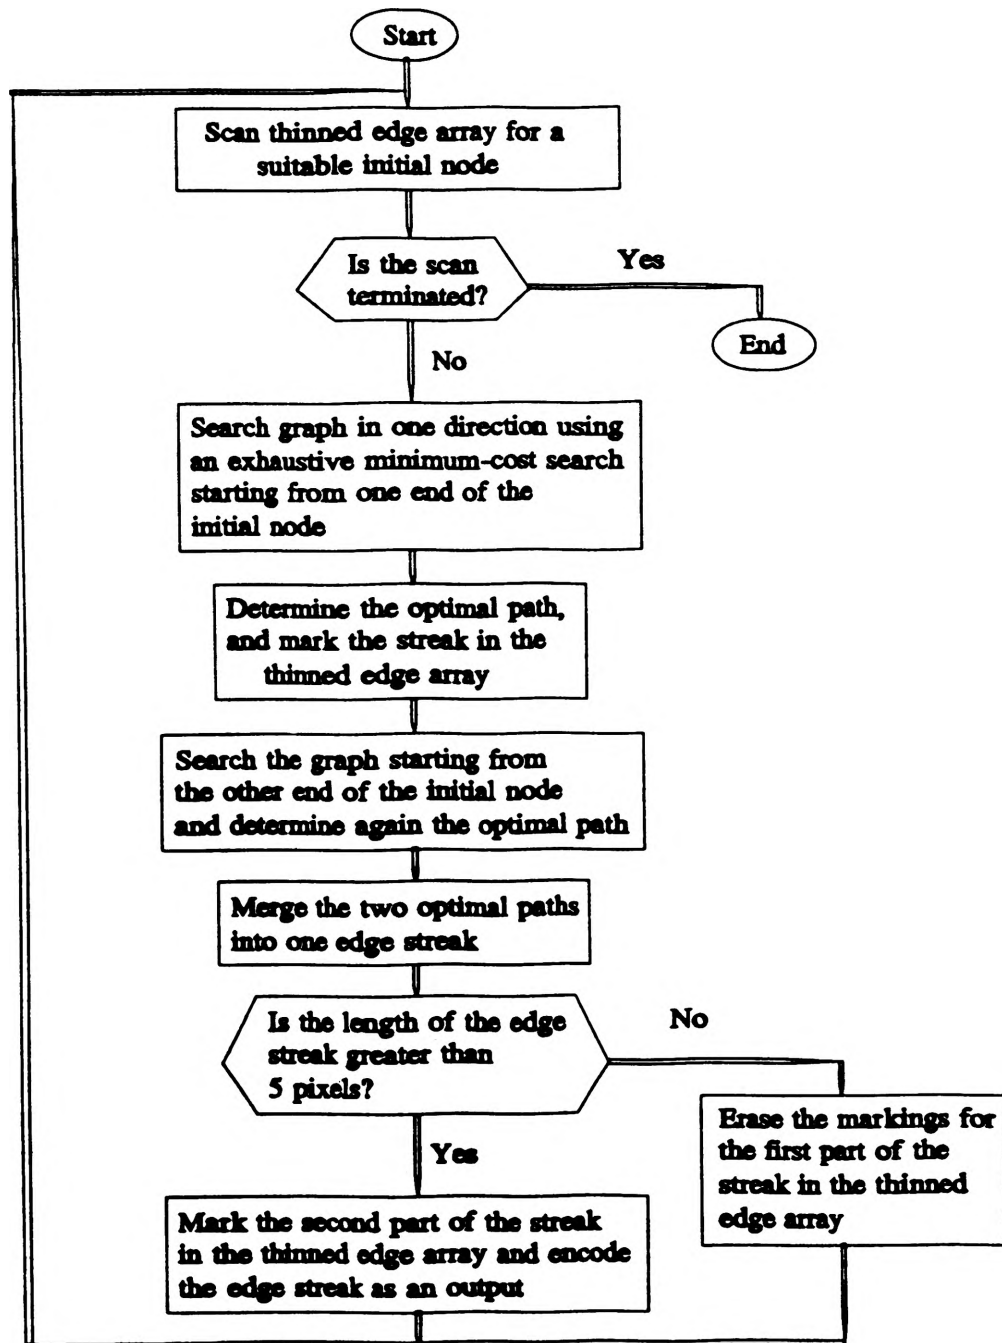 Start
Scan thinned edge array for a
suitable initial node
Is the scan
terminated?
Yes
End
No
Search graph in one direction using
an exhaustive minimum-cost search
starting from one end of the
initial node
Determine the optimal path,
and mark the streak in the
thinned edge array
Search the graph starting from
the other end of the initial node
and determine again the optimal path
Merge the two optimal paths
into one edge streak
Is the length of the edge
streak greater than
5 pixels?
No
Erase the markings for
the first part of the
streak in the thinned
edge array
Yes
Mark the second part of the streak
in the thinned edge array and encode
the edge streak as an output